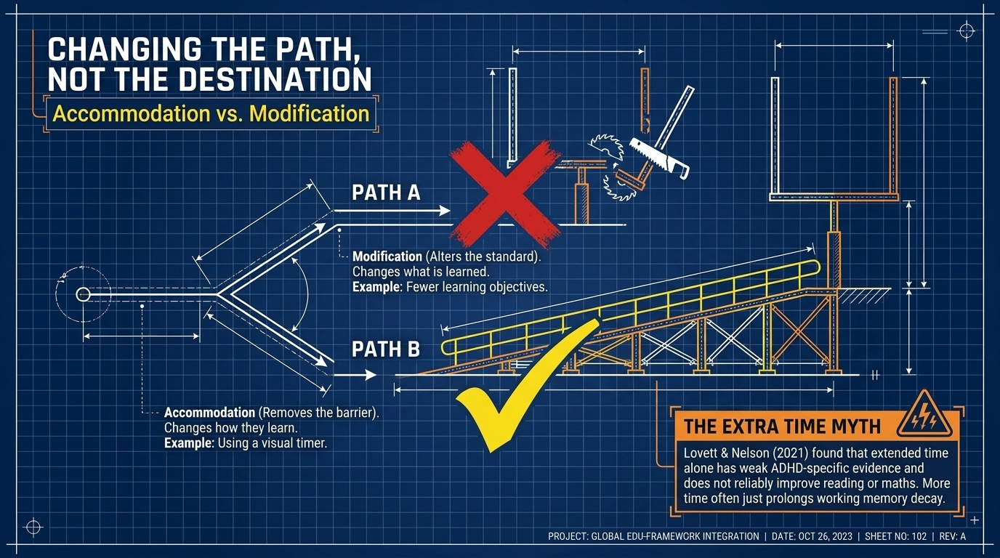 CHANGING THE PATH,
NOT THE DESTINATION
Accommodation vs. Modification
PATH A
Modification (Alters the standard).
Changes what is learned.
Example: Fewer learning objectives.
PATH B
Accommodation (Removes the barrier).
Changes how they learn.
Example: Using a visual timer.
THE EXTRA TIME MYTH
Lovett & Nelson (2021) found that extended time
alone has weak ADHD-specific evidence and
does not reliably improve reading or maths. More
time often just prolongs working memory decay.
PROJECT: GLOBAL EDU-FRAMEWORK INTEGRATION | DATE: OCT 26, 2023 | SHEET NO: 102 | REV: A